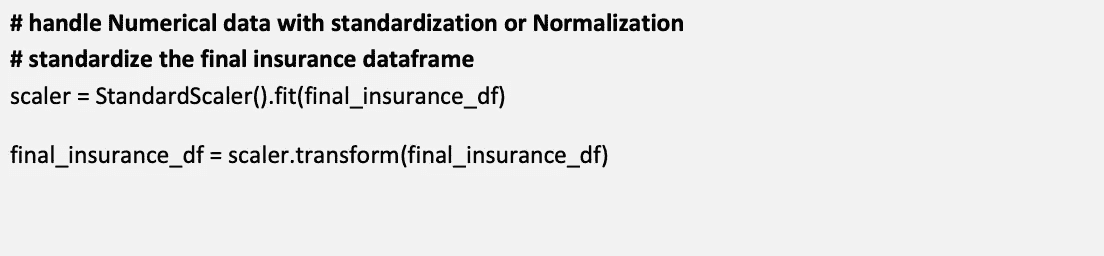 # handle Numerical data with standardization or Normalization
# standardize the final insurance dataframe
scaler = StandardScaler().fit(final_insurance_df)
final_insurance_df = scaler.transform(final_insurance_df)